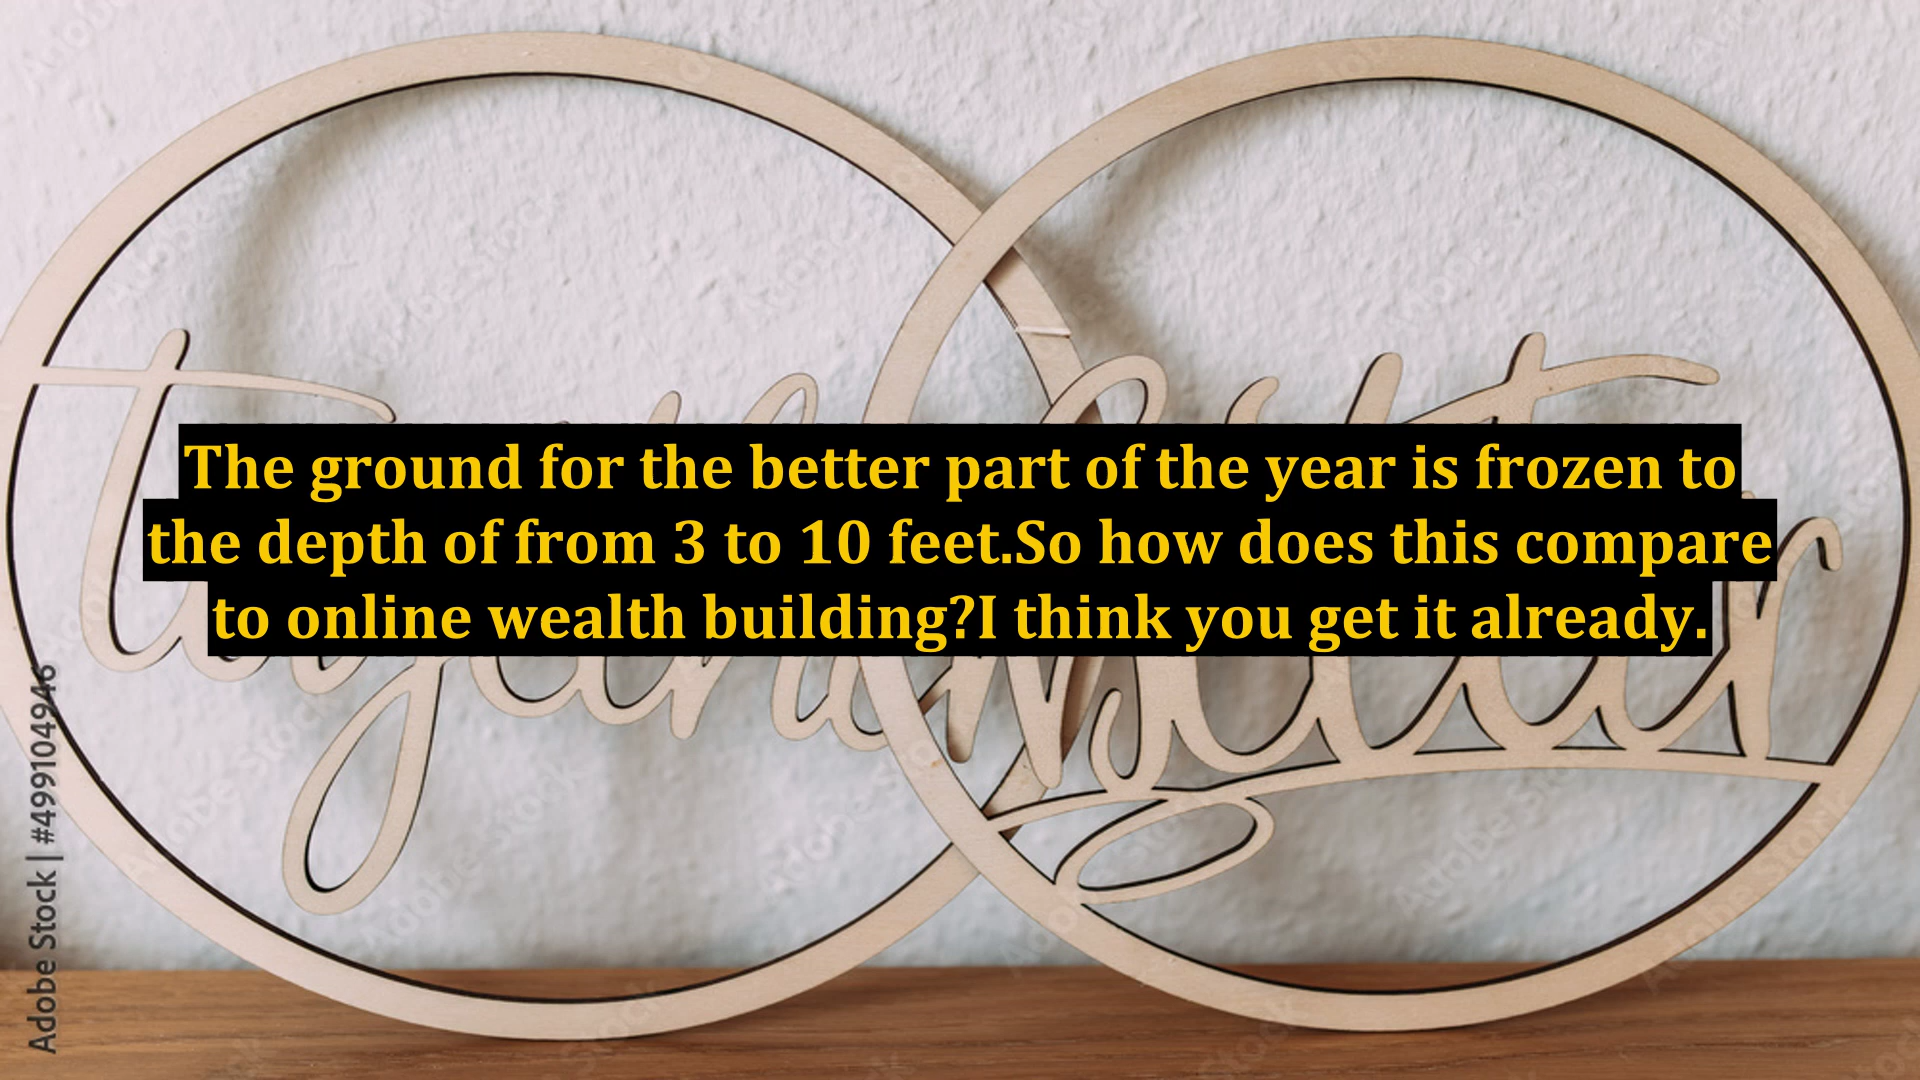 The ground for the better part of the year is frozen to
the depth of from 3 to 10 feet.So how does this compare
to online wealth building?I think you get it already.
Adobe Stock | #499104946